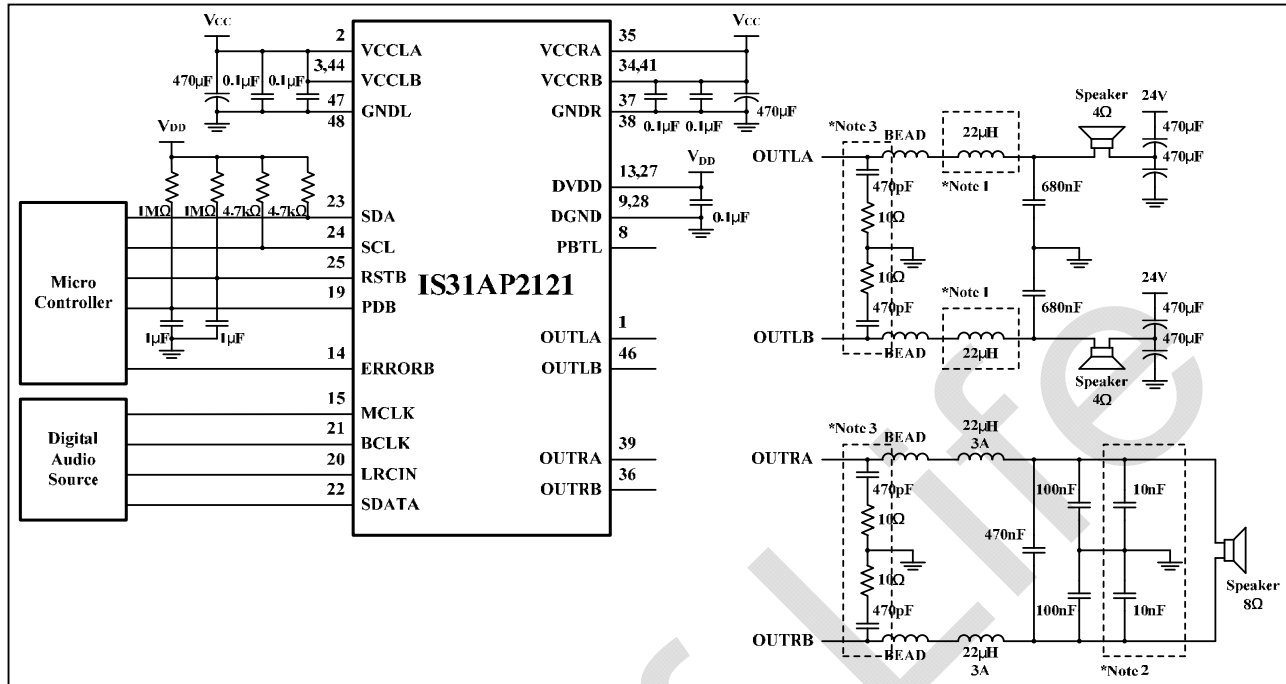 VCC
2
VCCLA
3,44
VCCLB
470μF
0.1μF
0.1μF
47
GNDL
48
VDD
1MΩ
1MΩ
4.7kΩ
4.7kΩ
23
SDA
24
SCL
25
RSTB
19
PDB
1μF
1μF
14
ERRORB
Micro
Controller
15
MCLK
21
BCLK
20
LRCIN
22
SDATA
Digital
Audio
Source
IS31AP2121
VCC
35
VCCRA
34,41
VCCRB
37
GNDR
38
0.1μF
0.1μF
470μF
VDD
13,27
DVDD
9,28
DGND
0.1μF
8
PBTL
1
OUTLA
46
OUTLB
39
OUTRA
36
OUTRB
*Note 3
BEAD
22μH
*Note 1
Speaker
4Ω
24V
470μF
470μF
OUTLA
470pF
10Ω
10Ω
470pF
680nF
680nF
*Note 1
24V
470μF
470μF
OUTLB
BEAD
22μH
Speaker
4Ω
*Note 3
BEAD
22μH
3A
OUTRA
470pF
10Ω
10Ω
470pF
470nF
100nF
10nF
100nF
10nF
Speaker
8Ω
OUTRB
BEAD
22μH
3A
*Note 2
f Life